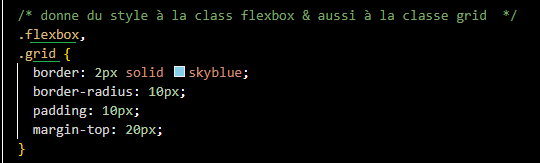 /* donne du style à la class flexbox & aussi à la classe grid  */
.flexbox,
.grid {
border: 2px solid skyblue;
border-radius: 10px;
padding: 10px;
margin-top: 20px;
}